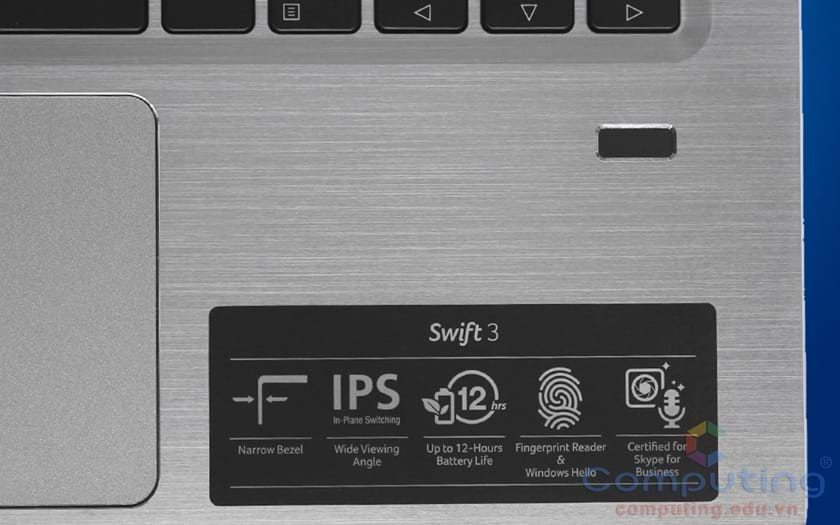 Swift 3
IPS
In-Plane Switching
12 hrs
Narrow Bezel
Wide Viewing
Angle
Up to 12-Hours
Battery Life
Fingerprint Reader
&
Windows Hello
Certified for
Skype for
Business
Computing®
computing.edu.vn